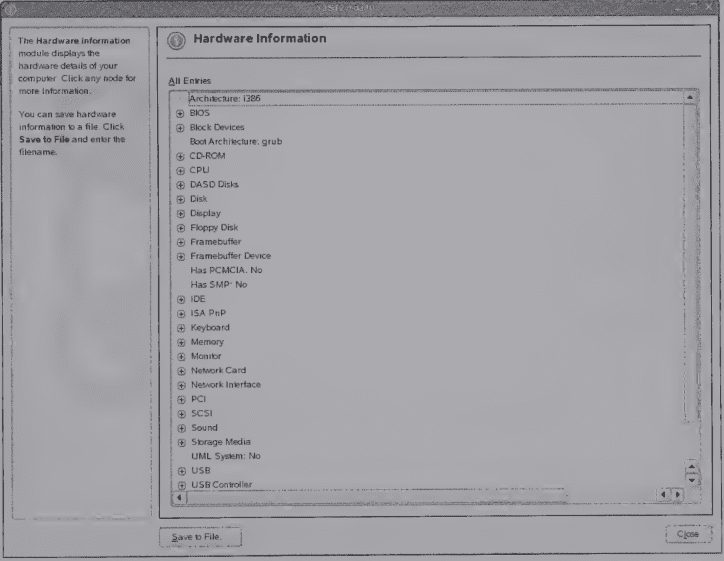 The Hardware Information
module displays the
hardware details of your
computer. Click any node for
more information.
You can save hardware
information to a file. Click
Save to File and enter the
filename.
Hardware Information
All Entries
Architecture: i386
BIOS
Block Devices
Boot Architecture: grub
CD-ROM
CPU
DASD Disks
Disk
Display
Floppy Disk
Framebuffer
Framebuffer Device
Has PCMCIA: No
Has SMP: No
IDE
ISA PnP
Keyboard
Memory
Monitor
Network Card
Network Interface
PCI
SCSI
Sound
Storage Media
UML System: No
USB
USB Controller
Save to File.
Close